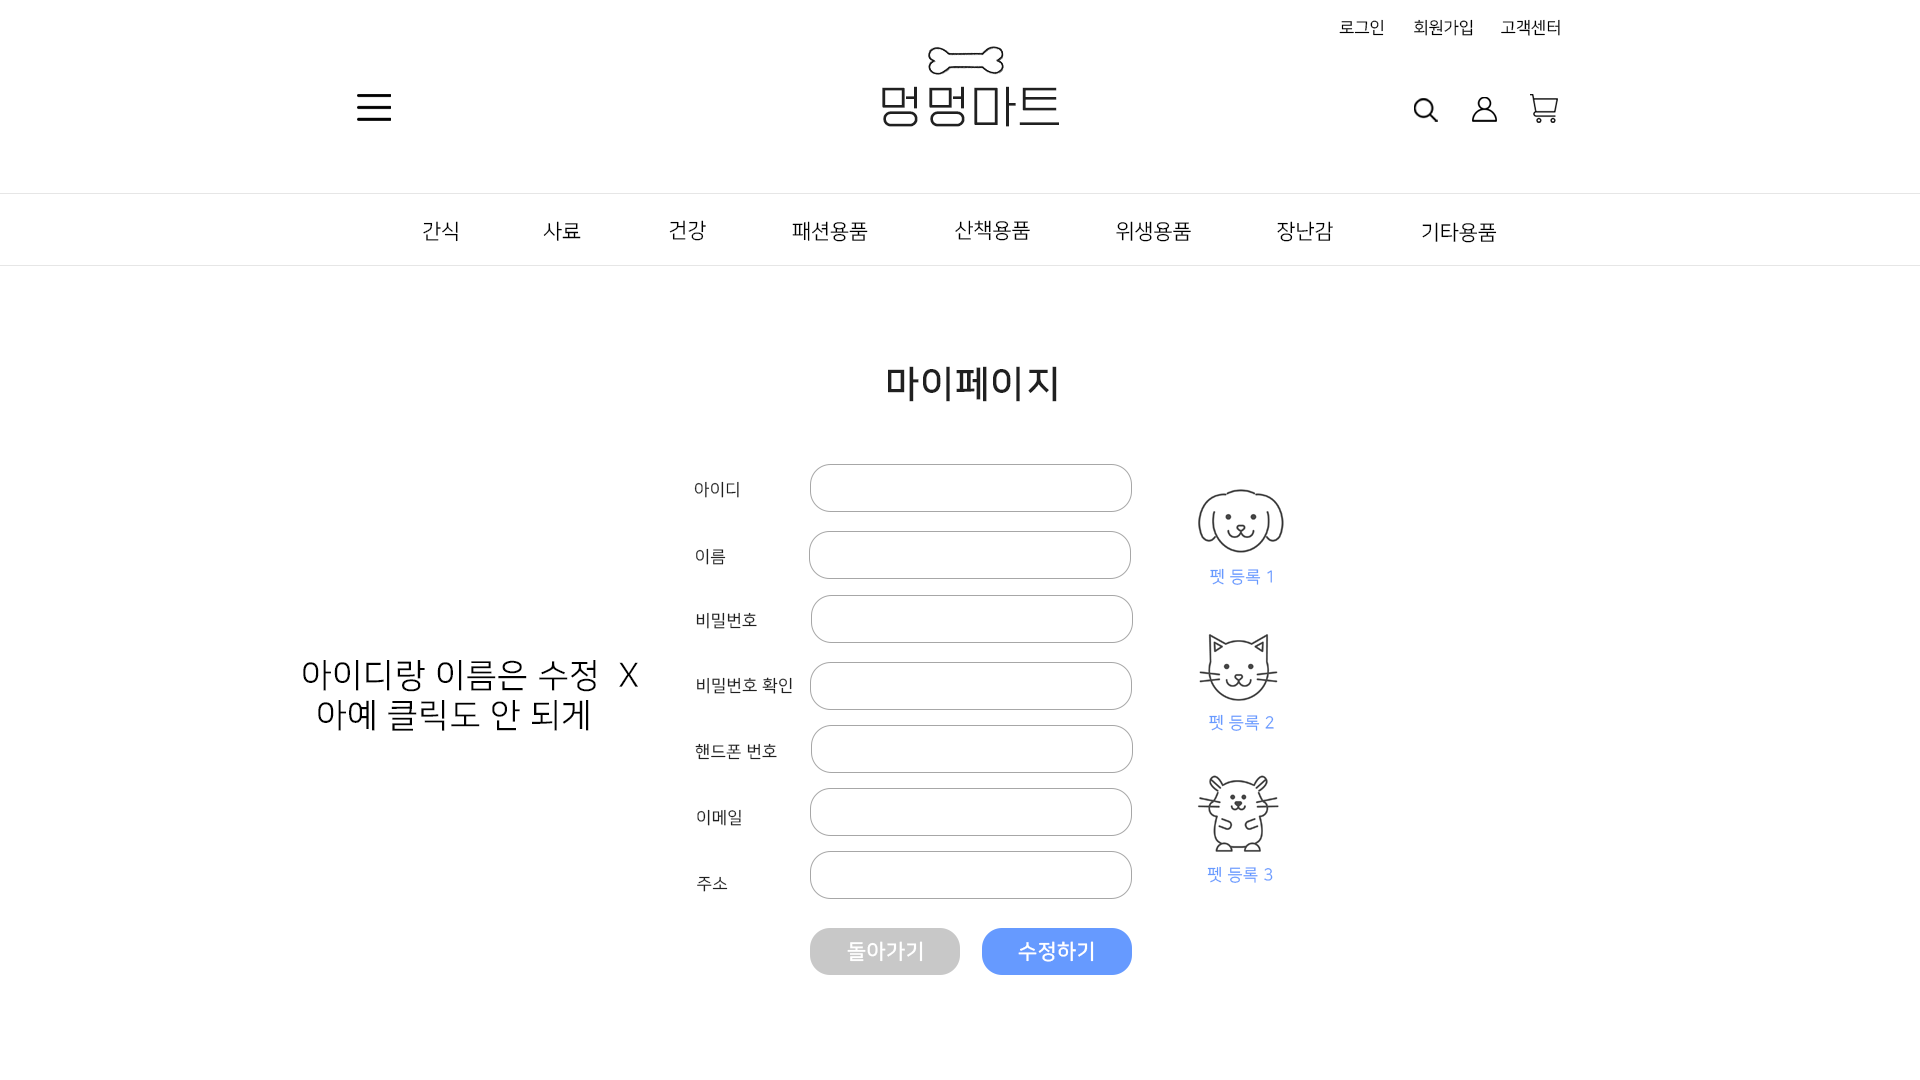 로그인 회원가입 고객센터
멍멍마트
간식 사료 건강 패션용품 산책용품 위생용품 장난감 기타용품
마이페이지
아이디
이름
비밀번호
비밀번호 확인
핸드폰 번호
이메일
주소
아이디랑 이름은 수정 X
아예 클릭도 안 되게
펫 등록 1
펫 등록 2
펫 등록 3
돌아가기 수정하기